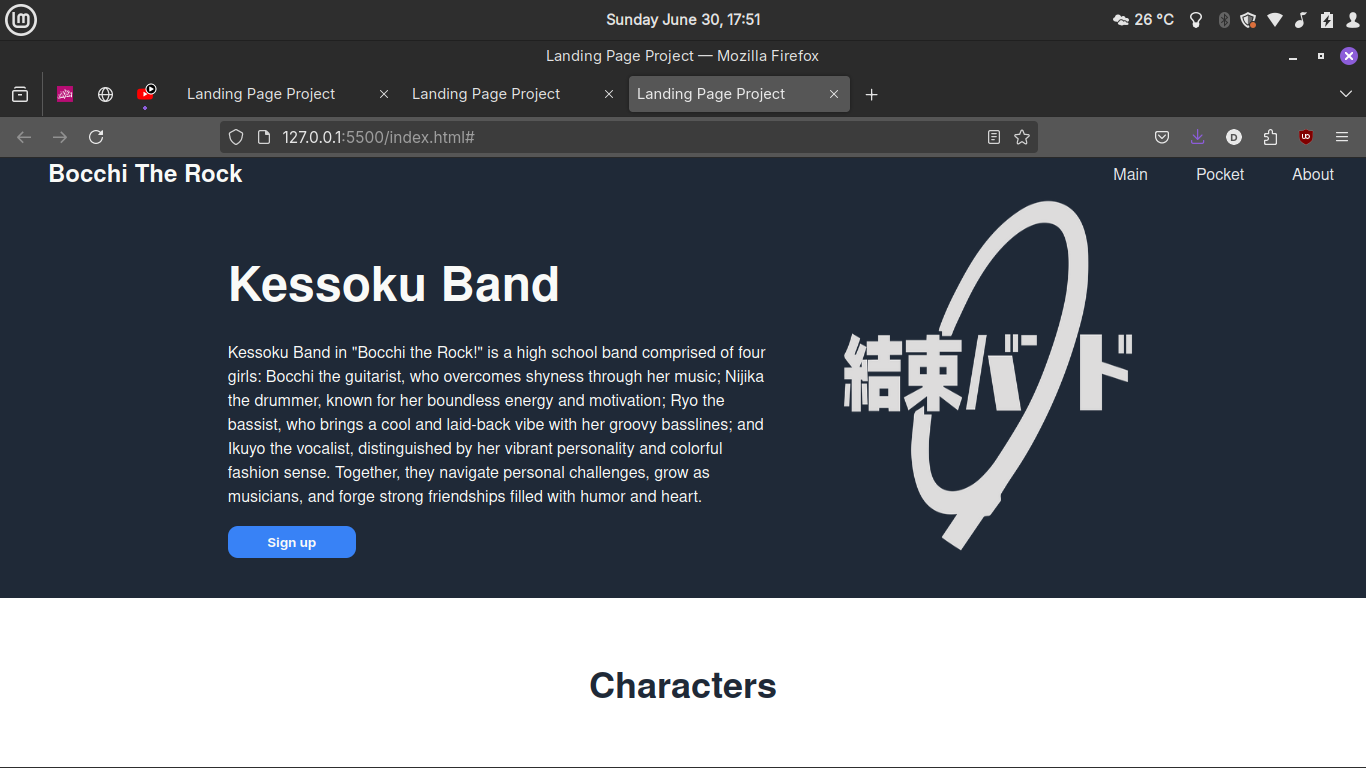 Sunday June 30, 17:51
26 °C
Landing Page Project — Mozilla Firefox
Landing Page Project
Landing Page Project
Landing Page Project
127.0.0.1:5500/index.html#
D
Bocchi The Rock
Main
Pocket
About
Kessoku Band
Kessoku Band in "Bocchi the Rock!" is a high school band comprised of four
girls: Bocchi the guitarist, who overcomes shyness through her music; Nijika
the drummer, known for her boundless energy and motivation; Ryo the
bassist, who brings a cool and laid-back vibe with her groovy basslines; and
Ikuyo the vocalist, distinguished by her vibrant personality and colorful
fashion sense. Together, they navigate personal challenges, grow as
musicians, and forge strong friendships filled with humor and heart.
結束バンド
Sign up
Characters